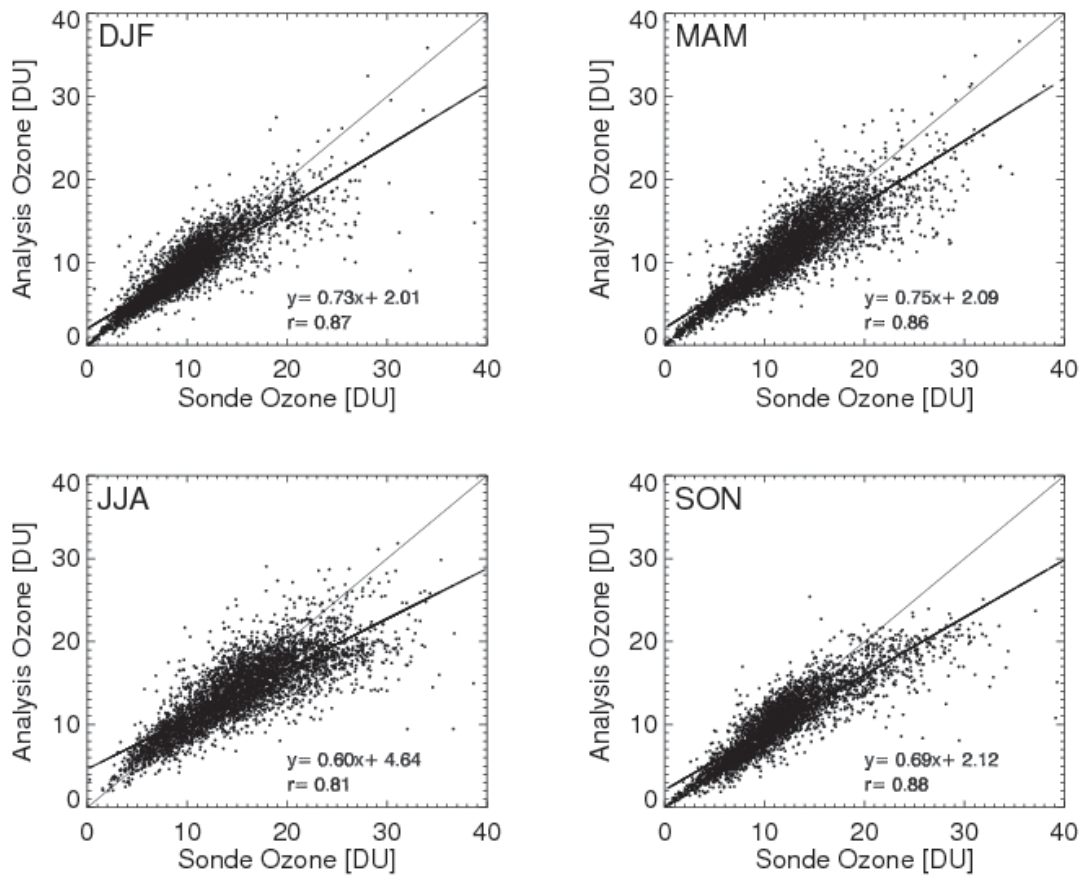 DJF
40
30
20
10
0
Analysis Ozone [DU]
y= 0.73x+ 2.01
r= 0.87
0 10 20 30 40
Sonde Ozone [DU]
MAM
40
30
20
10
0
Analysis Ozone [DU]
y= 0.75x+ 2.09
r= 0.86
0 10 20 30 40
Sonde Ozone [DU]
JJA
40
30
20
10
0
Analysis Ozone [DU]
y= 0.60x+ 4.64
r= 0.81
0 10 20 30 40
Sonde Ozone [DU]
SON
40
30
20
10
0
Analysis Ozone [DU]
y= 0.69x+ 2.12
r= 0.88
0 10 20 30 40
Sonde Ozone [DU]